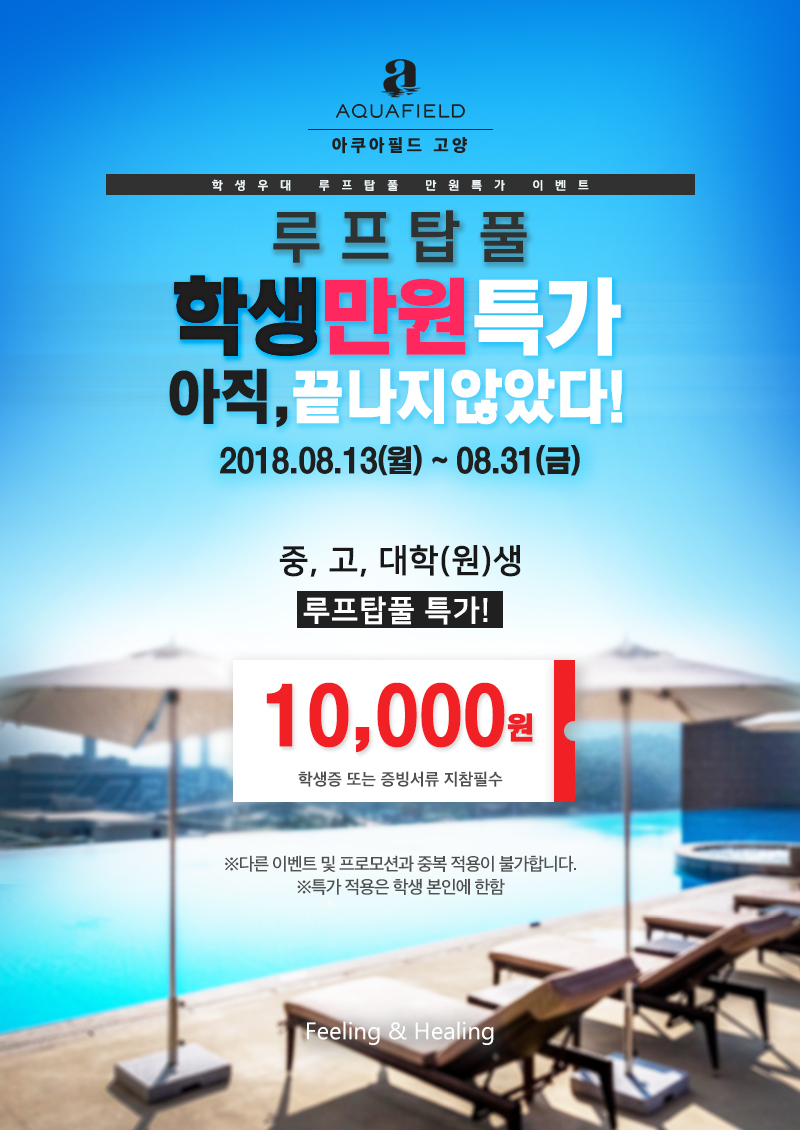 a
AQUAFIELD
아쿠아필드 고양
학생우대 루프탑풀 만원특가 이벤트
루프탑풀
학생만원특가
아직,끝나지않았다!
2018.08.13(월) ~ 08.31(금)
중, 고, 대학(원)생
루프탑풀 특가!
10,000원
학생증 또는 증빙서류 지참필수
※다른 이벤트 및 프로모션과 중복 적용이 불가합니다.
※특가 적용은 학생 본인에 한함
Feeling & Healing